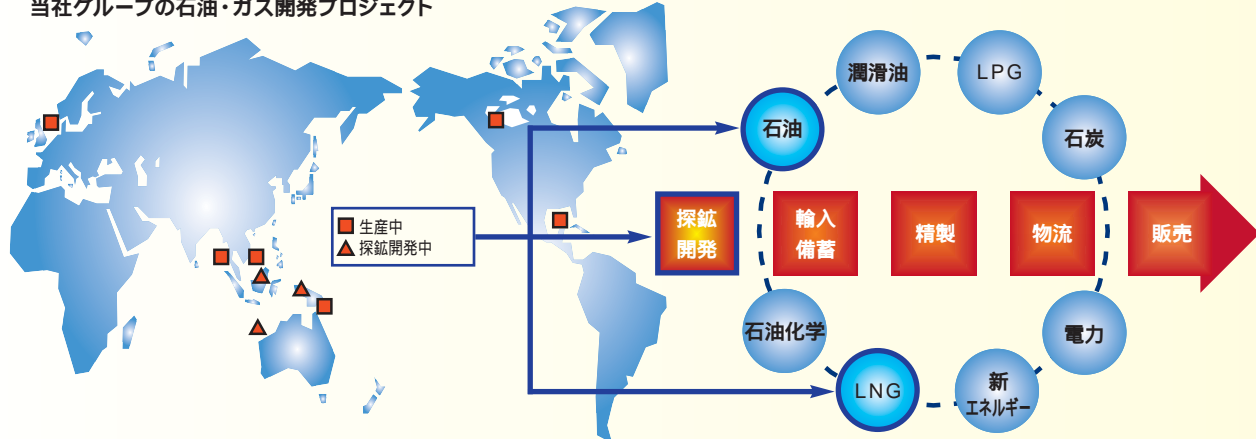 当社グループの石油・ガス開発プロジェクト
生産中
探鉱開発中
潤滑油
LPG
石油
石炭
探鉱
開発
輸入
備蓄
精製
物流
販売
石油化学
電力
LNG
新
エネルギー